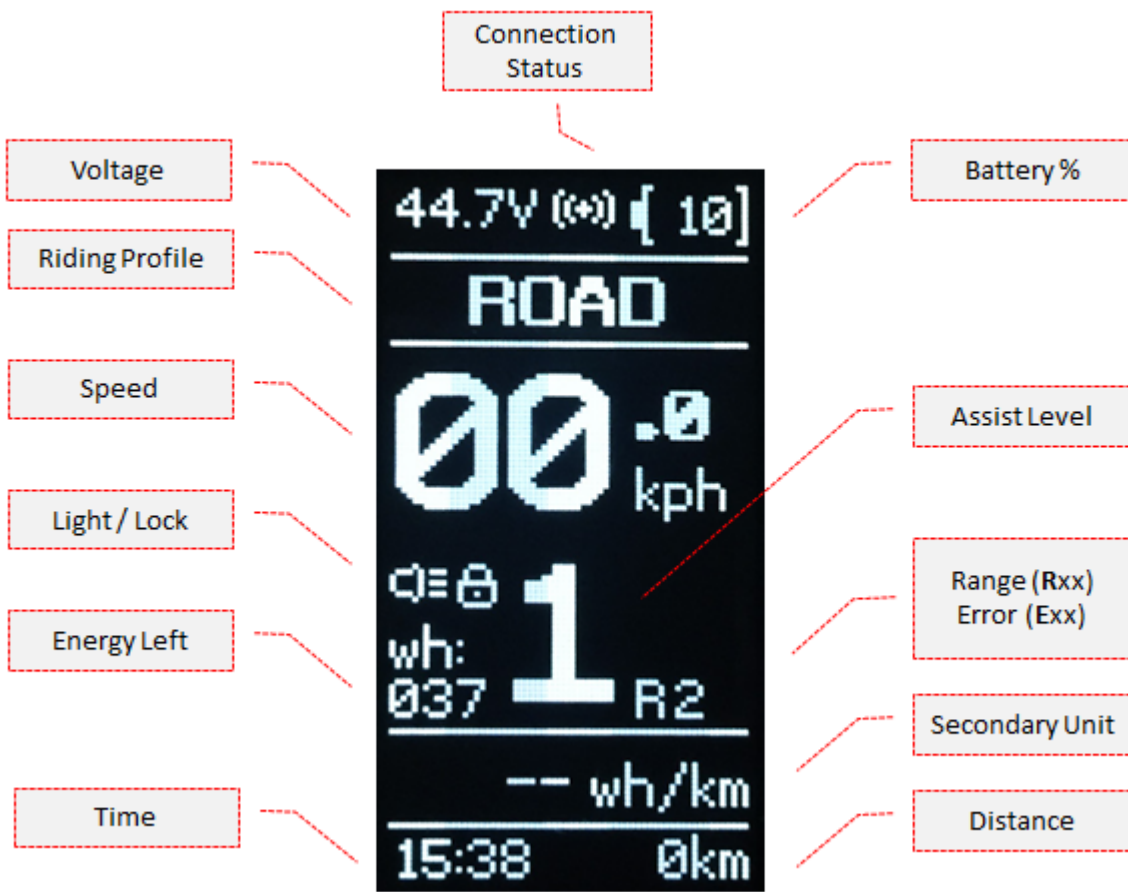 Connection
Status
Voltage
Battery %
44.7V ((+)) [ 10]
Riding Profile
ROAD
Speed
00.0
kph
Assist Level
Light / Lock
1
Range (Rxx)
Error (Exx)
Energy Left
wh:
037
R2
Secondary Unit
-- wh/km
Time
Distance
15:38 0km